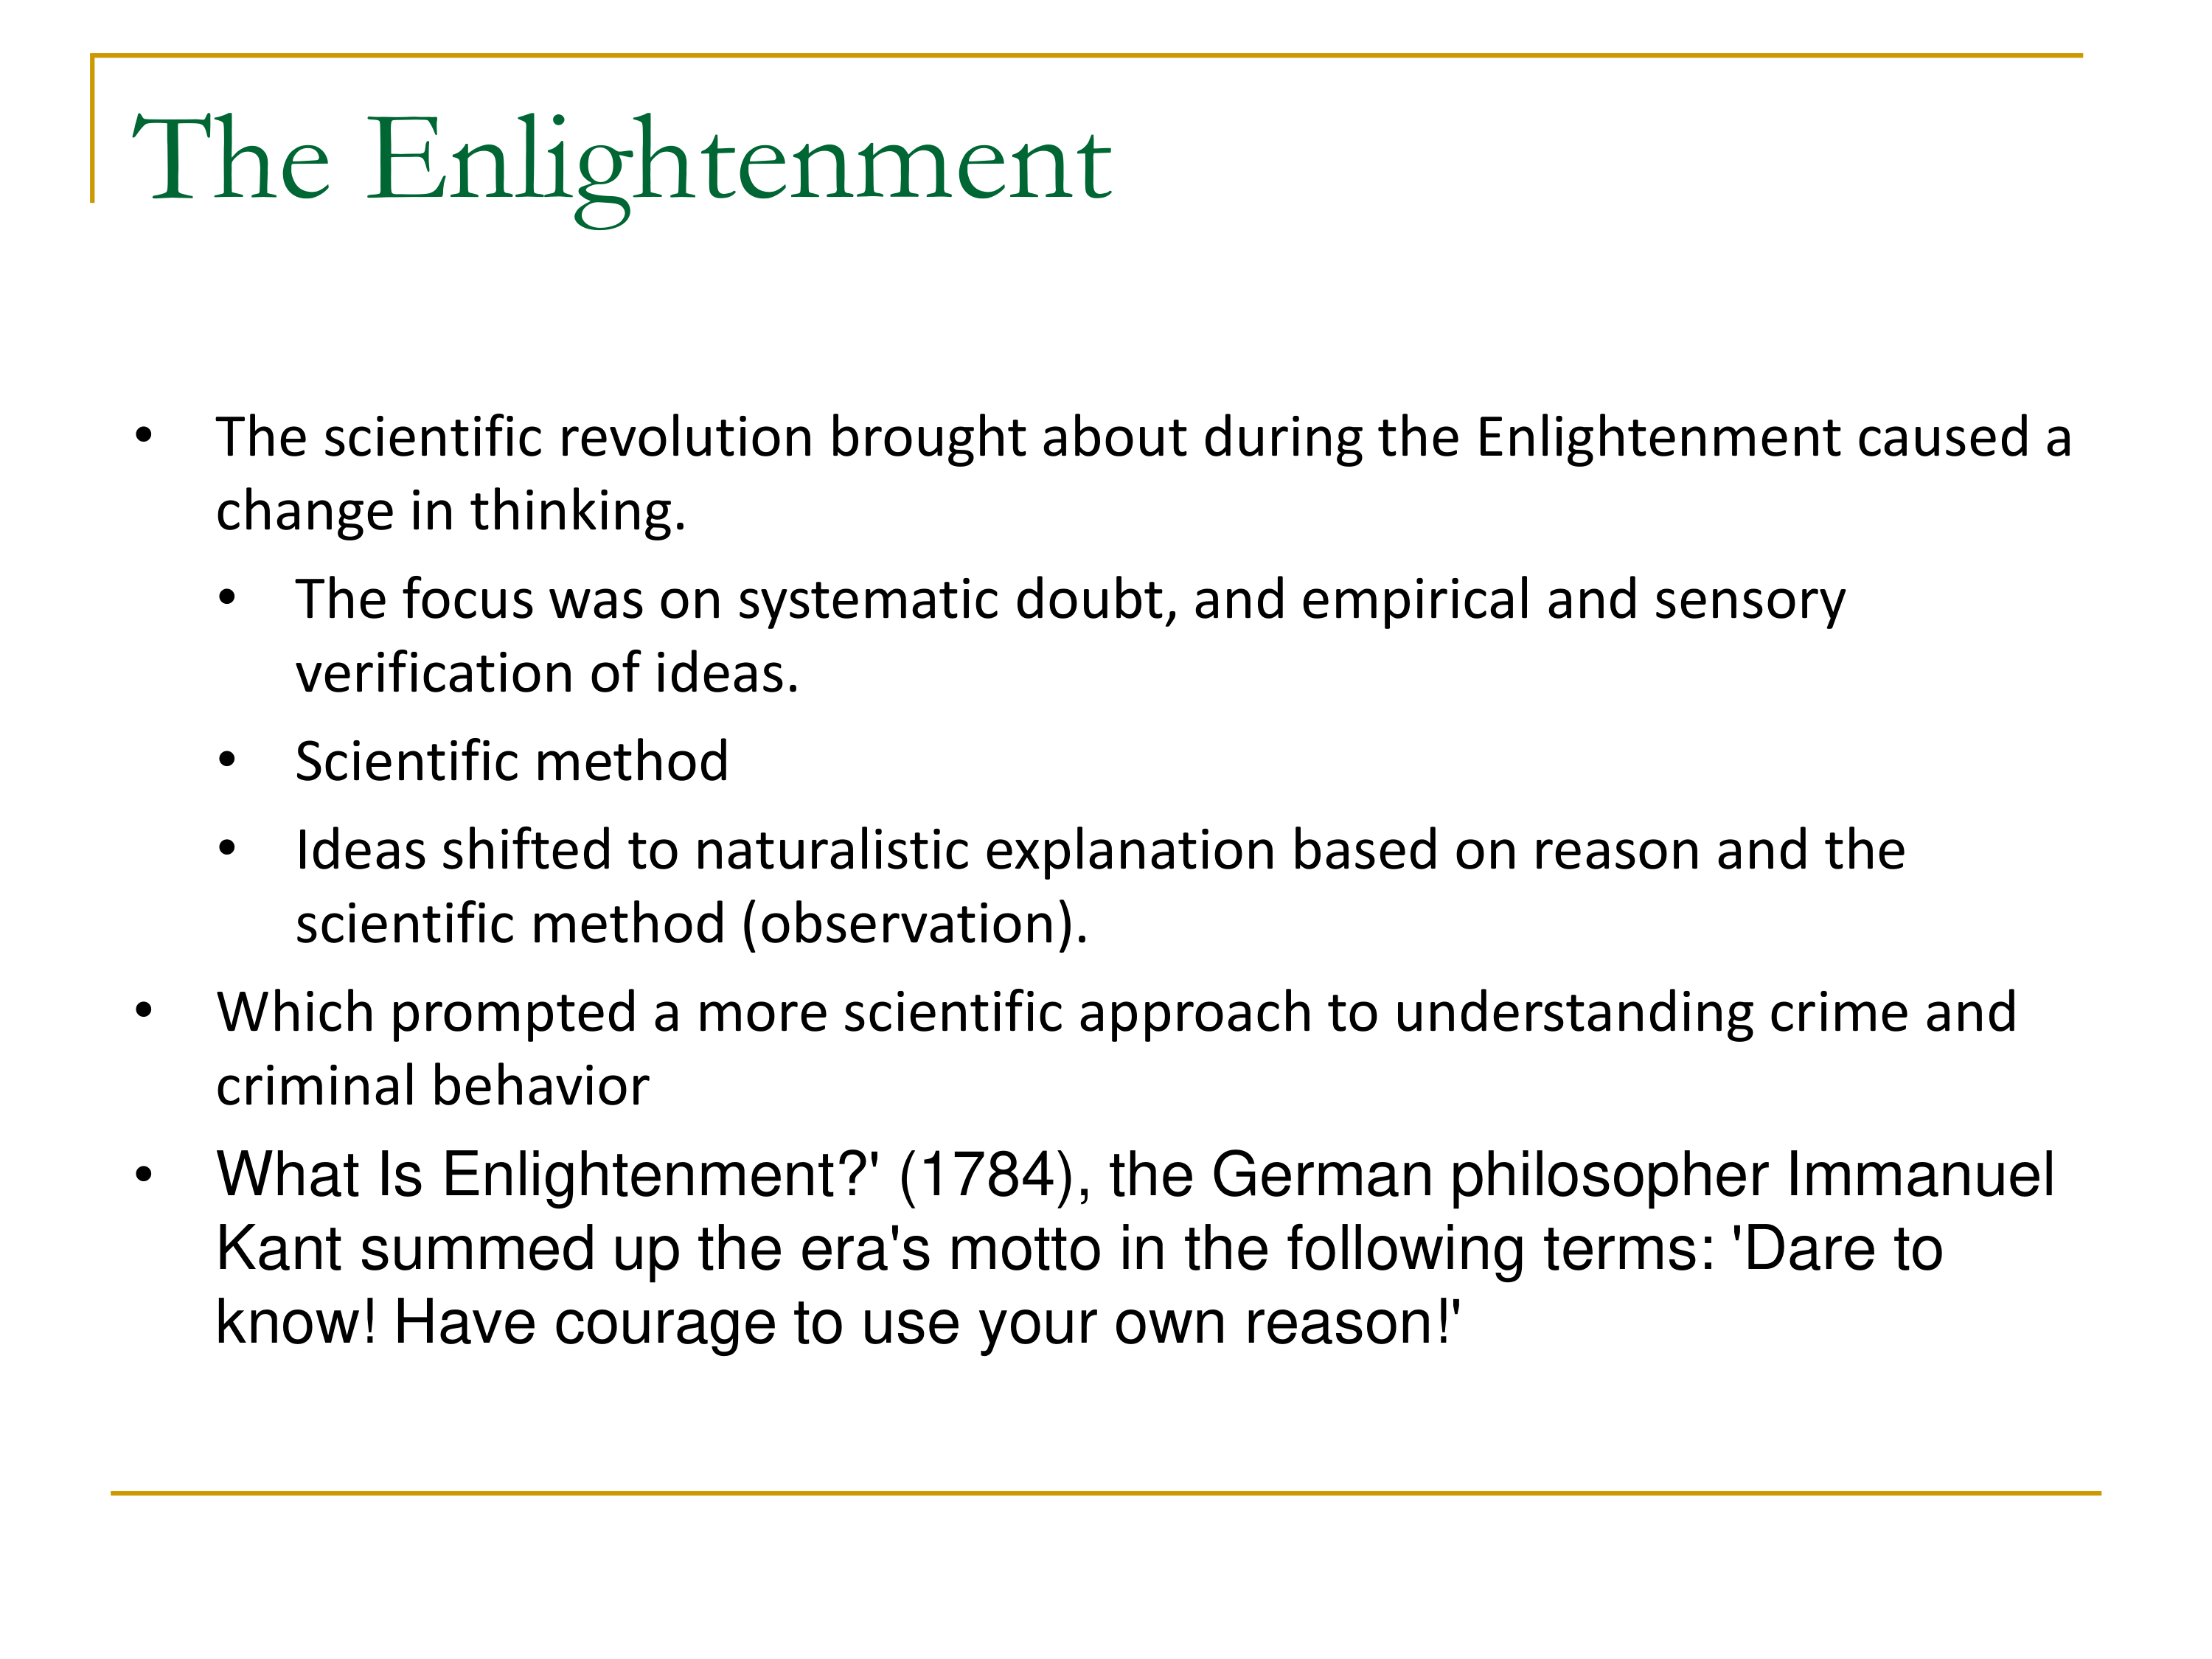 The Enlightenment
• The scientific revolution brought about during the Enlightenment caused a
change in thinking.
• The focus was on systematic doubt, and empirical and sensory
verification of ideas.
• Scientific method
• Ideas shifted to naturalistic explanation based on reason and the
scientific method (observation).
• Which prompted a more scientific approach to understanding crime and
criminal behavior
• What Is Enlightenment?' (1784), the German philosopher Immanuel
Kant summed up the era's motto in the following terms: 'Dare to
know! Have courage to use your own reason!'